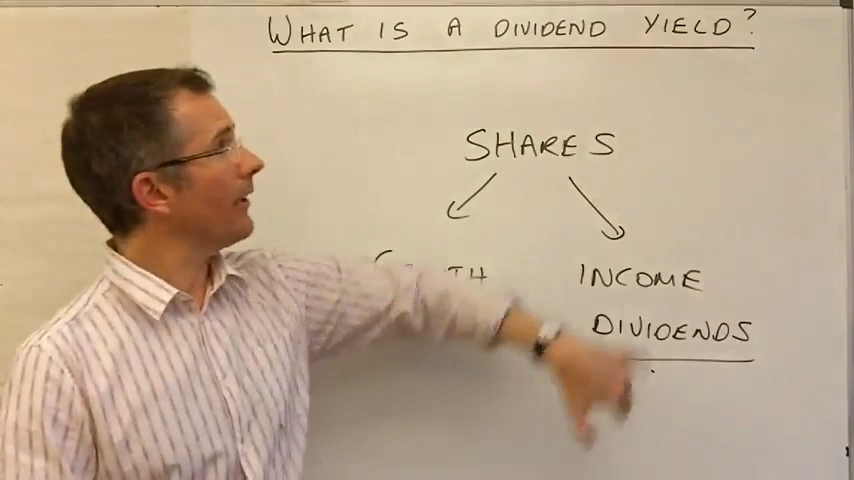 WHAT IS A DIVIDEND YIELD?
SHARES
INCOME
DIVIDENDS